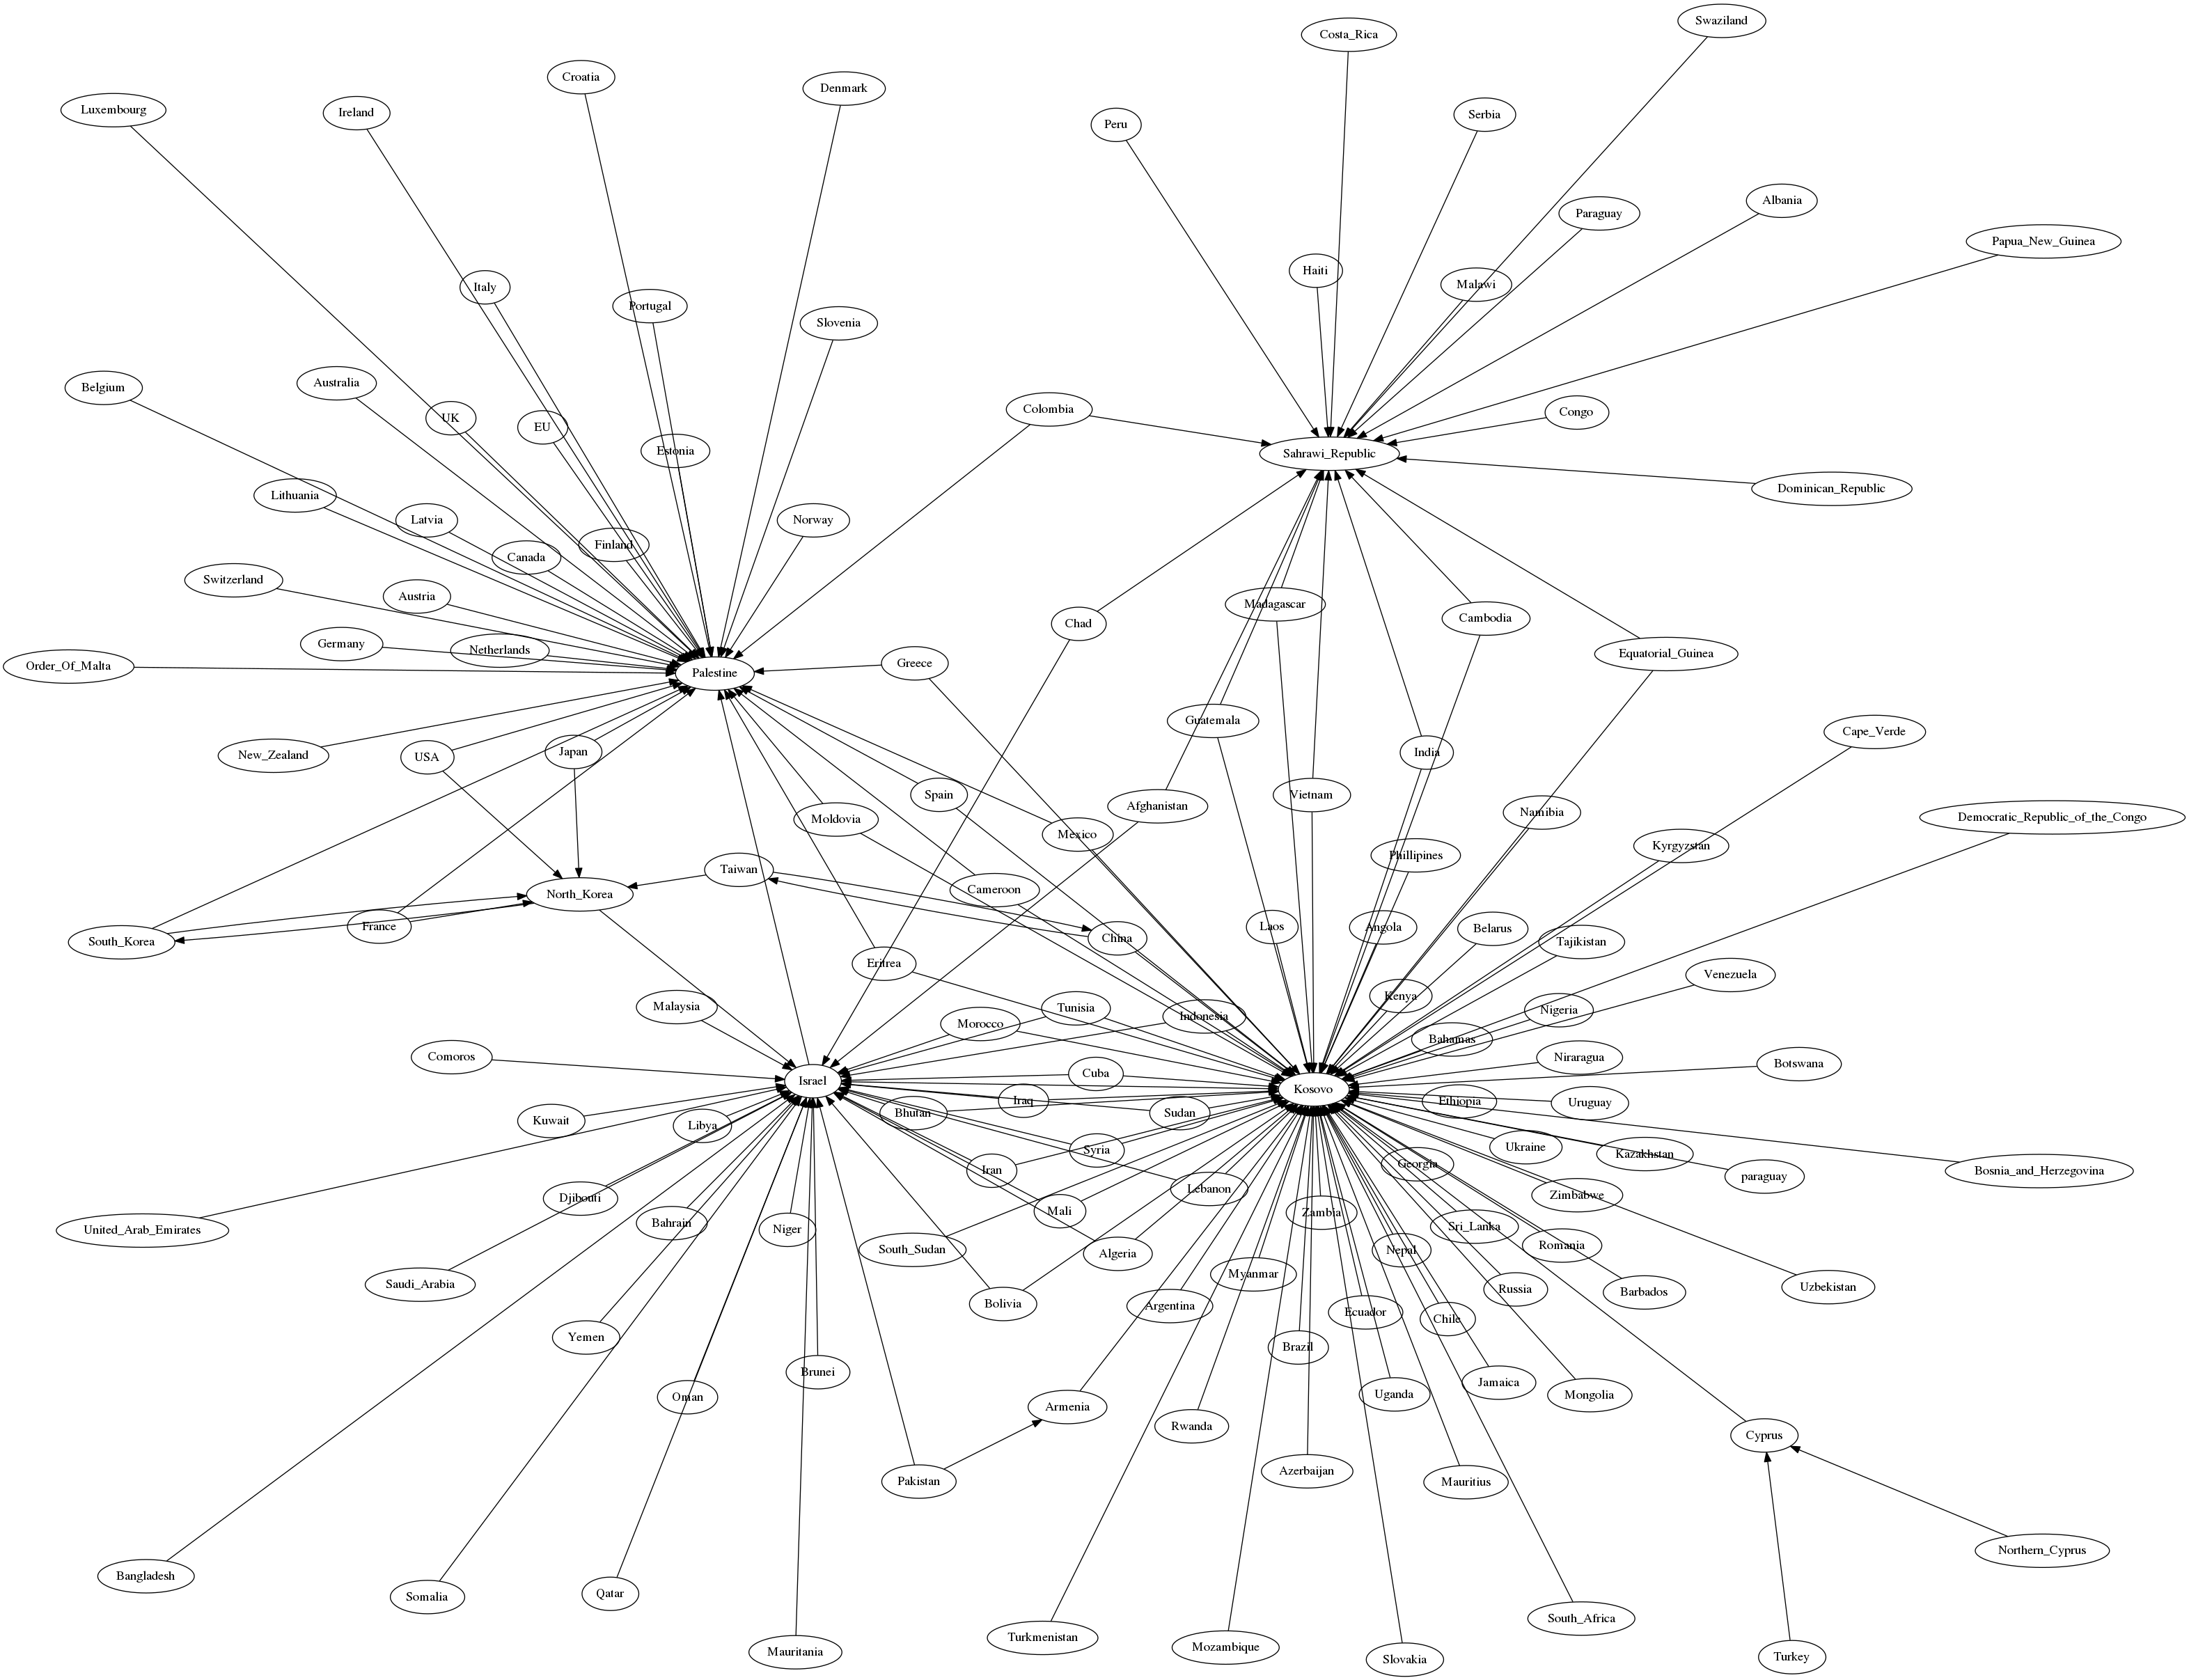 Swaziland
Costa_Rica
Croatia
Denmark
Luxembourg
Ireland
Serbia
Peru
Albania
Paraguay
Papua_New_Guinea
Haiti
Malawi
Italy
Portugal
Slovenia
Belgium
Australia
Colombia
Congo
UK
EU
Estonia
Sahrawi_Republic
Dominican_Republic
Lithuania
Latvia
Norway
Finland
Canada
Switzerland
Austria
Madagascar
Cambodia
Chad
Germany
Netherlands
Equatorial_Guinea
Order_Of_Malta
Greece
Palestine
Guatemala
Cape_Verde
New_Zealand
USA
Japan
India
Spain
Vietnam
Afghanistan
Namibia
Moldovia
Democratic_Republic_of_the_Congo
Mexico
Kyrgyzstan
Phillipines
Taiwan
Cameroon
North_Korea
France
Laos
Angola
Belarus
South_Korea
China
Tajikistan
Eritrea
Venezuela
Kenya
Malaysia
Tunisia
Nigeria
Indonesia
Morocco
Bahamas
Comoros
Niraragua
Botswana
Cuba
Israel
Kosovo
Iraq
Ethiopia
Uruguay
Bhutan
Sudan
Kuwait
Libya
Ukraine
Syria
Kazakhstan
Georgia
Iran
Bosnia_and_Herzegovina
paraguay
Lebanon
Zimbabwe
Djibouti
Mali
Zambia
Bahrain
Sri_Lanka
United_Arab_Emirates
Niger
Romania
South_Sudan
Nepal
Algeria
Myanmar
Saudi_Arabia
Uzbekistan
Russia
Barbados
Bolivia
Argentina
Ecuador
Chile
Yemen
Brazil
Brunei
Jamaica
Uganda
Mongolia
Oman
Armenia
Rwanda
Cyprus
Azerbaijan
Pakistan
Mauritius
Northern_Cyprus
Bangladesh
Qatar
Somalia
South_Africa
Turkmenistan
Mozambique
Mauritania
Turkey
Slovakia